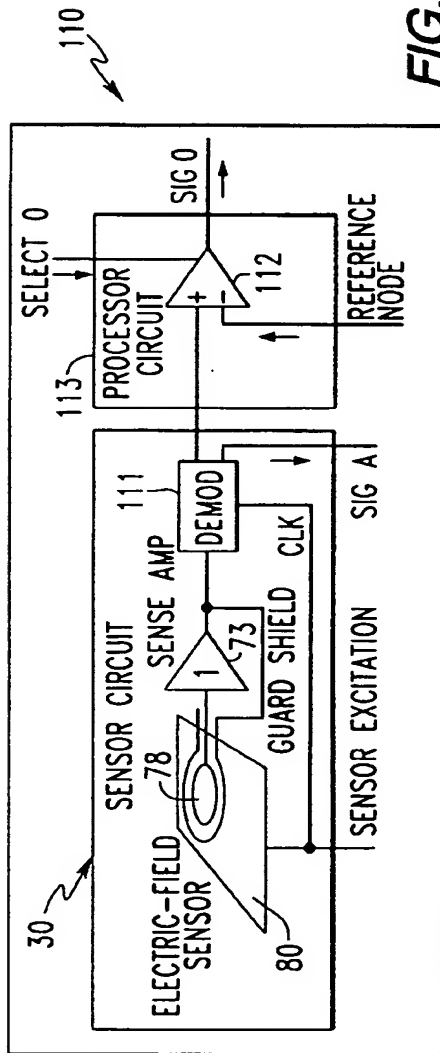 110
FIG.
30
SENSOR CIRCUIT
ELECTRIC-FIELD
SENSOR
78
80
SENSE AMP
1
73
GUARD SHIELD
111
DEMOD
CLK
SENSOR EXCITATION
SIG A
113
PROCESSOR
CIRCUIT
SELECT 0
+
-
112
SIG 0
REFERENCE
NODE